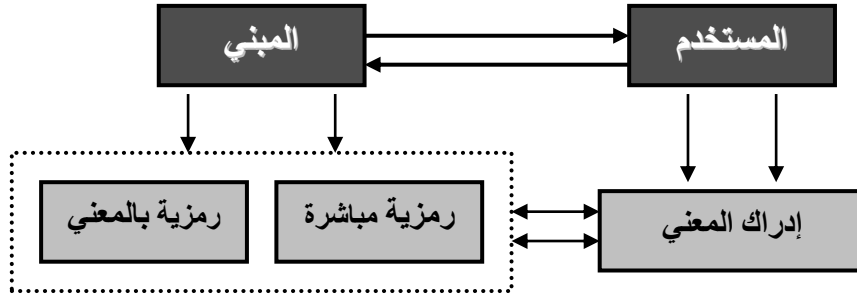 المستخدم
المبني
إدراك المعني
رمزية مباشرة
رمزية بالمعني